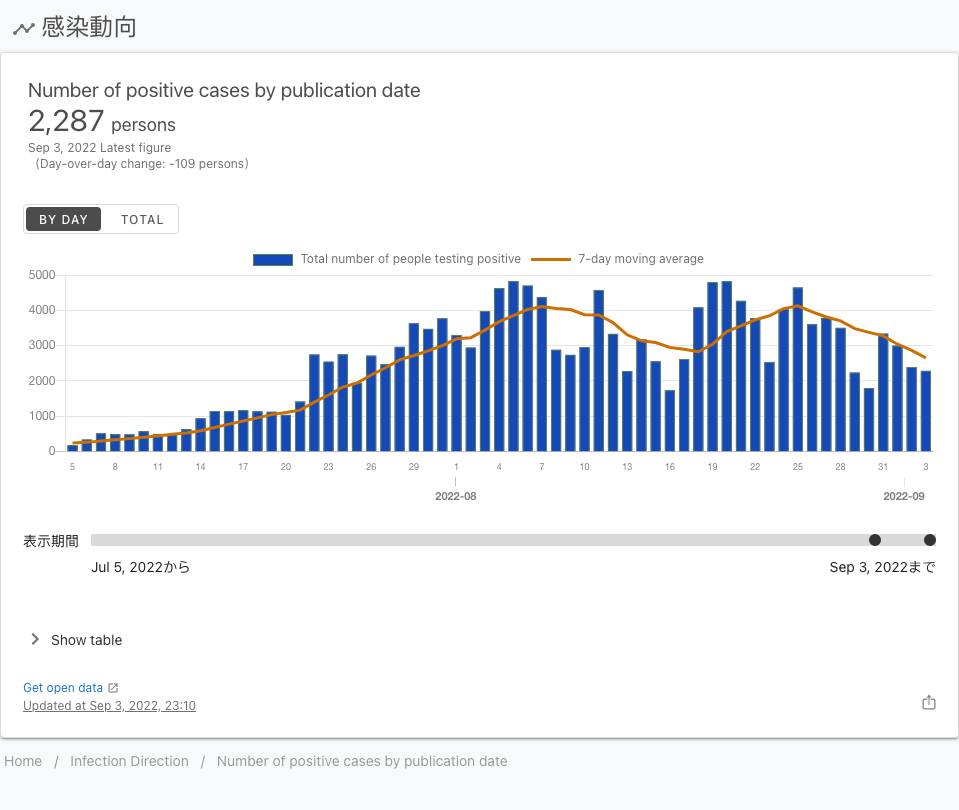 感染動向
Number of positive cases by publication date
2,287 persons
Sep 3, 2022 Latest figure
（Day-over-day change: -109 persons）
BY DAY TOTAL
Total number of people testing positive 7-day moving average
5000
4000
3000
2000
1000
0
5 8 11 14 17 20 23 26 29 1 4 7 10 13 16 19 22 25 28 31 3
2022-08 2022-09
表示期間
Jul 5, 2022から Sep 3, 2022まで
Show table
Get open data
Updated at Sep 3, 2022, 23:10
Home / Infection Direction / Number of positive cases by publication date